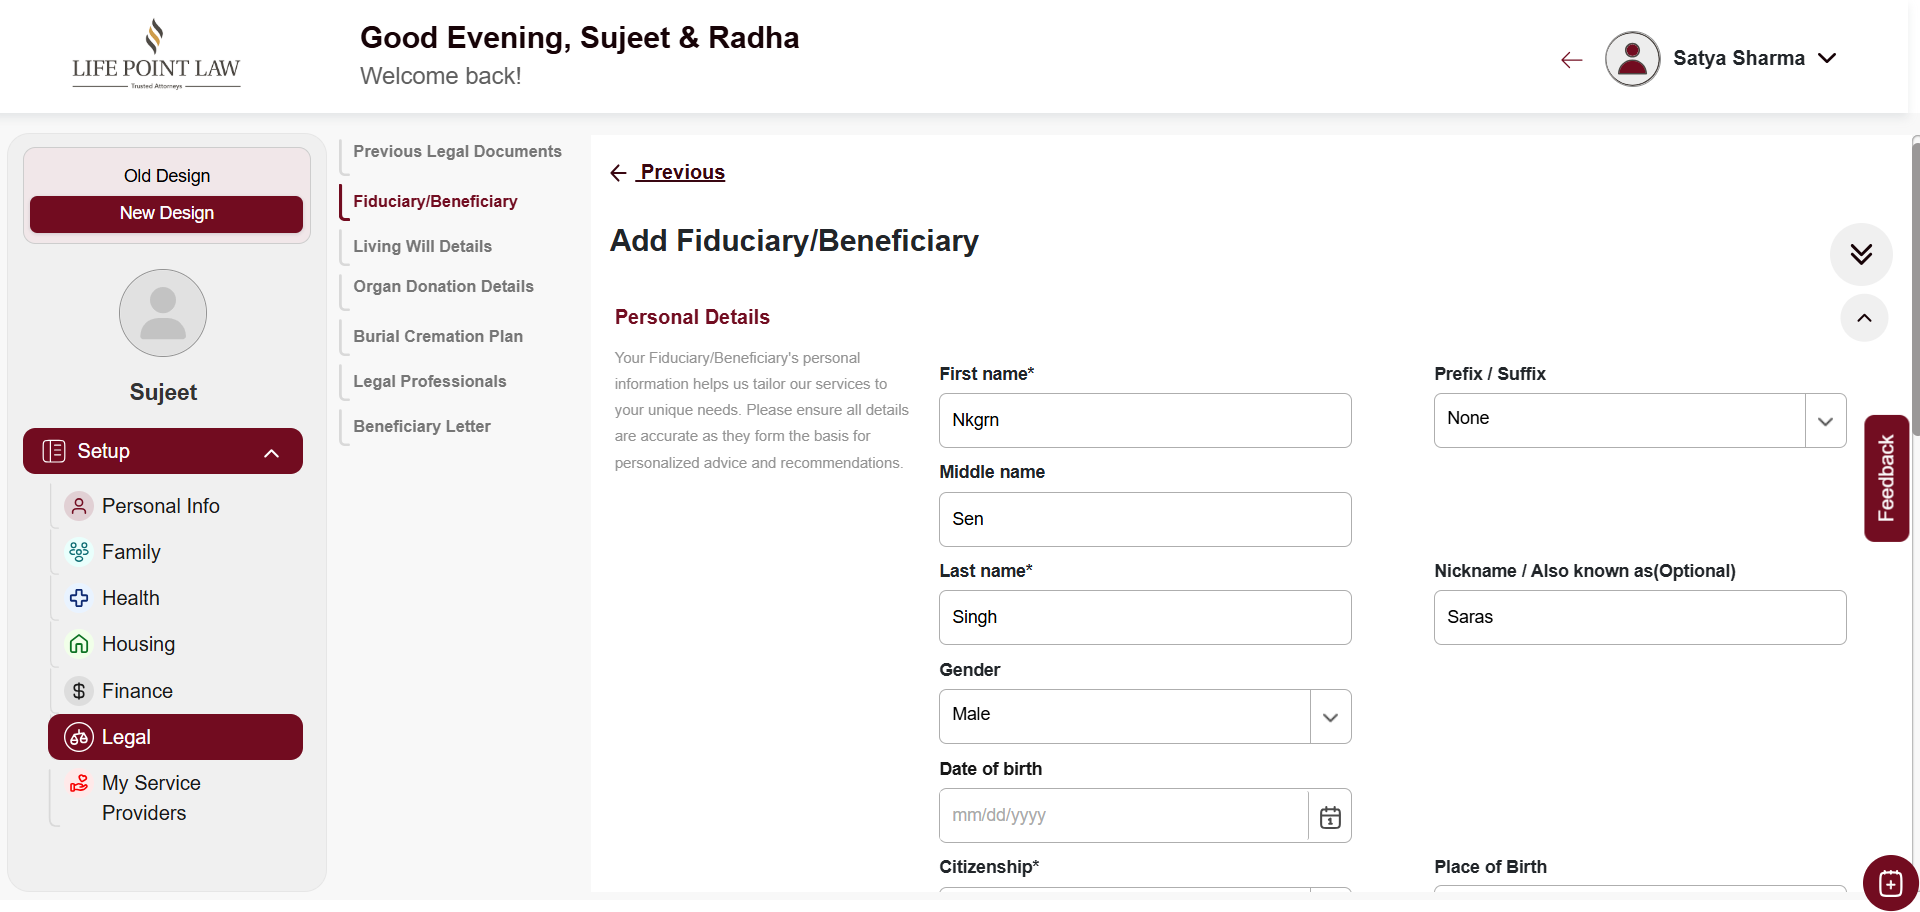 LIFE POINT LAW
Trusted Attorneys
Good Evening, Sujeet & Radha
Welcome back!
Satya Sharma
Old Design
New Design
Sujeet
Setup
Personal Info
Family
Health
Housing
Finance
Legal
My Service
Providers
Previous Legal Documents
Fiduciary/Beneficiary
Living Will Details
Organ Donation Details
Burial Cremation Plan
Legal Professionals
Beneficiary Letter
Previous
Add Fiduciary/Beneficiary
Personal Details
Your Fiduciary/Beneficiary's personal
information helps us tailor our services to
your unique needs. Please ensure all details
are accurate as they form the basis for
personalized advice and recommendations.
First name*
Nkgrn
Prefix / Suffix
None
Middle name
Sen
Last name*
Singh
Nickname / Also known as(Optional)
Saras
Gender
Male
Date of birth
mm/dd/yyyy
Citizenship*
Place of Birth
Feedback